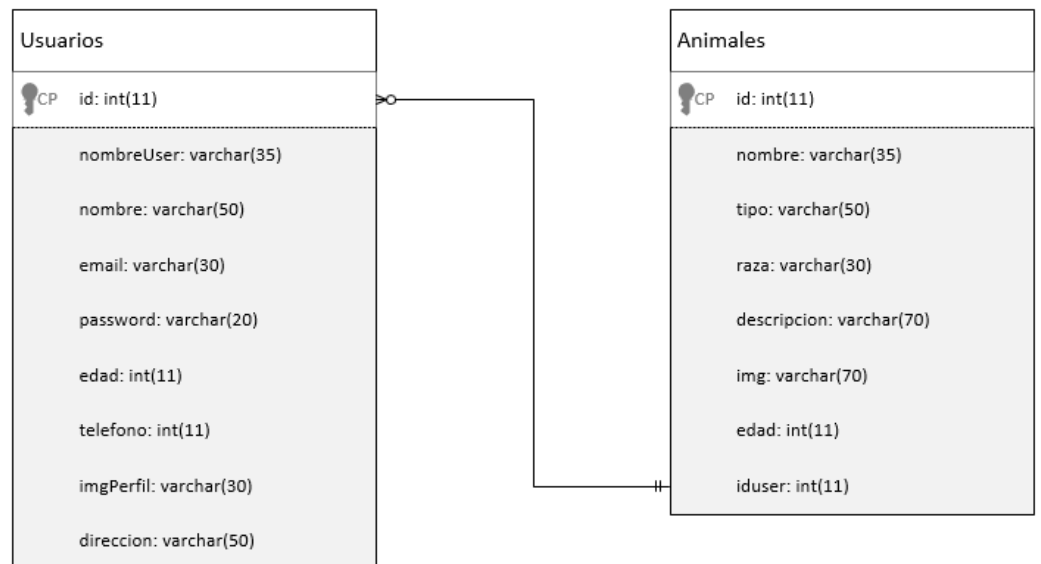 Usuarios
CP id: int(11)
nombreUser: varchar(35)
nombre: varchar(50)
email: varchar(30)
password: varchar(20)
edad: int(11)
telefono: int(11)
imgPerfil: varchar(30)
direccion: varchar(50)
Animales
CP id: int(11)
nombre: varchar(35)
tipo: varchar(50)
raza: varchar(30)
descripcion: varchar(70)
img: varchar(70)
edad: int(11)
iduser: int(11)